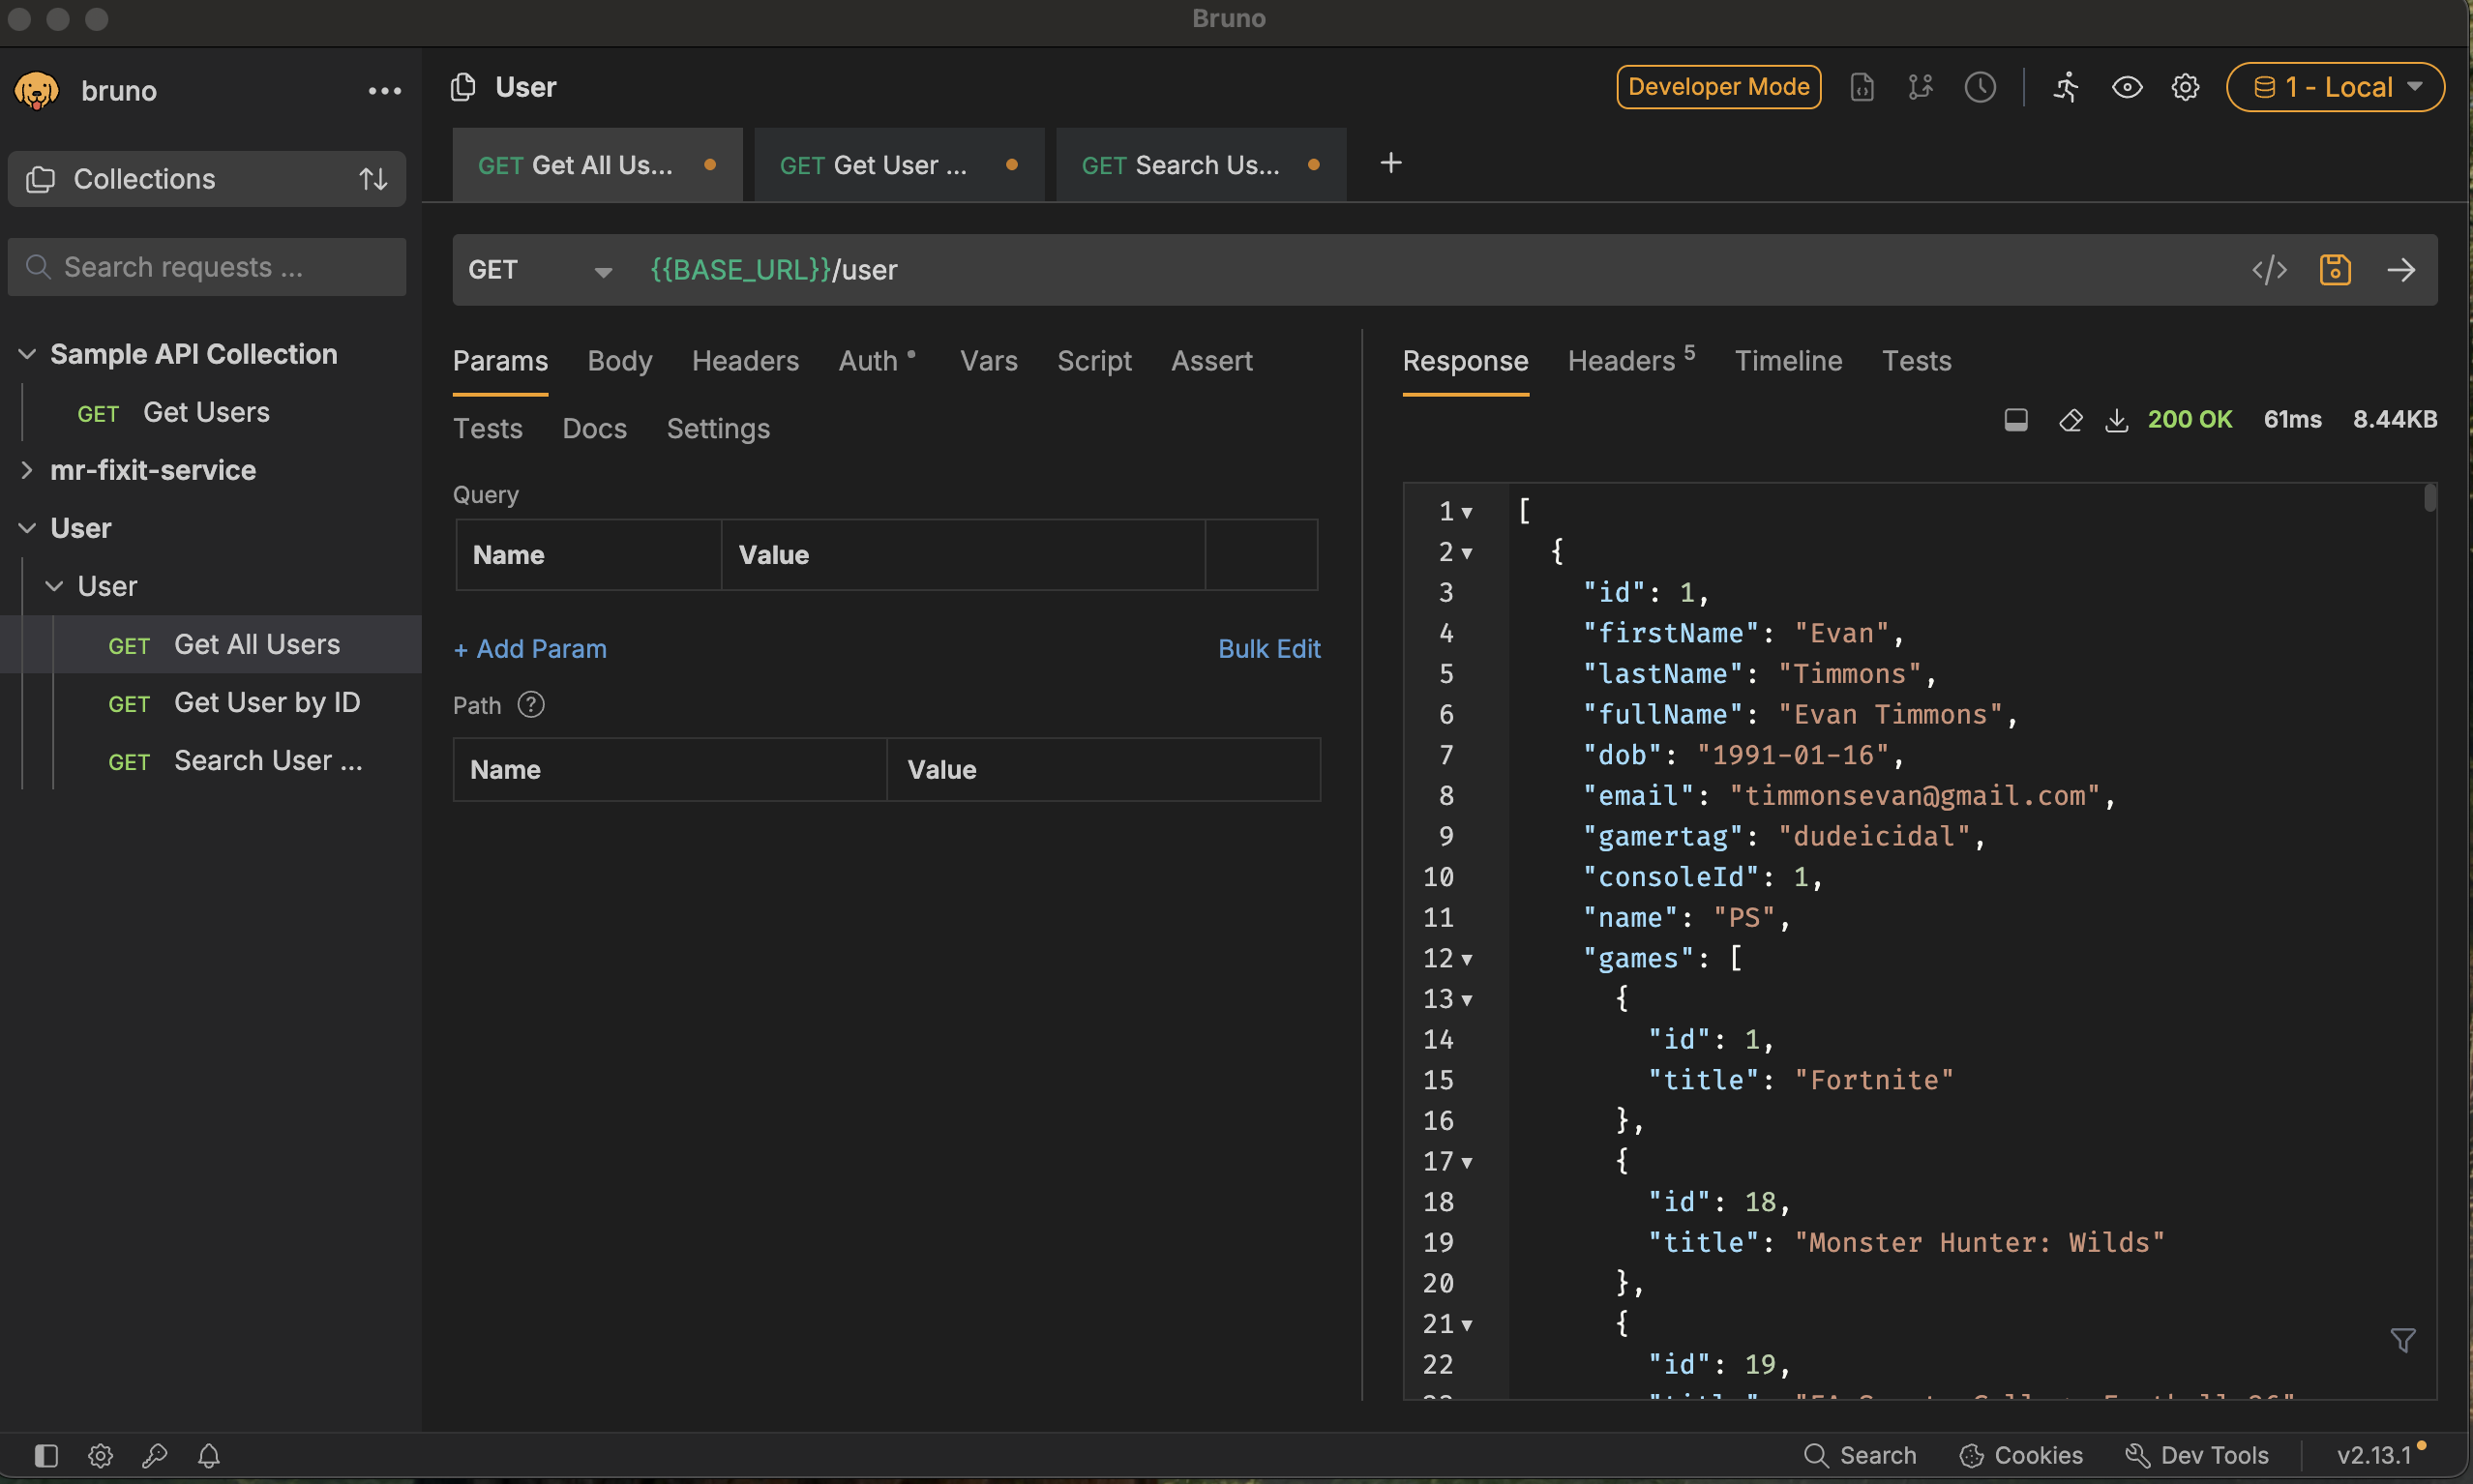 Bruno
bruno
Collections
Search requests ...
Sample API Collection
GET Get Users
mr-fixit-service
User
User
GET Get All Users
GET Get User by ID
GET Search User ...
User
Developer Mode
1 - Local
GET Get All Us...
GET Get User ...
GET Search Us...
GET {{BASE_URL}}/user
Params Body Headers Auth Vars Script Assert
Tests Docs Settings
Query
Name Value
+ Add Param Bulk Edit
Path ?
Name Value
Response Headers 5 Timeline Tests
200 OK 61ms 8.44KB
1 [
2 {
3 "id": 1,
4 "firstName": "Evan",
5 "lastName": "Timmons",
6 "fullName": "Evan Timmons",
7 "dob": "1991-01-16",
8 "email": "timmonsevan@gmail.com",
9 "gamertag": "dudeicidal",
10 "consoleId": 1,
11 "name": "PS",
12 "games": [
13 {
14 "id": 1,
15 "title": "Fortnite"
16 },
17 {
18 "id": 18,
19 "title": "Monster Hunter: Wilds"
20 },
21 {
22 "id": 19,
Search Cookies Dev Tools v2.13.1